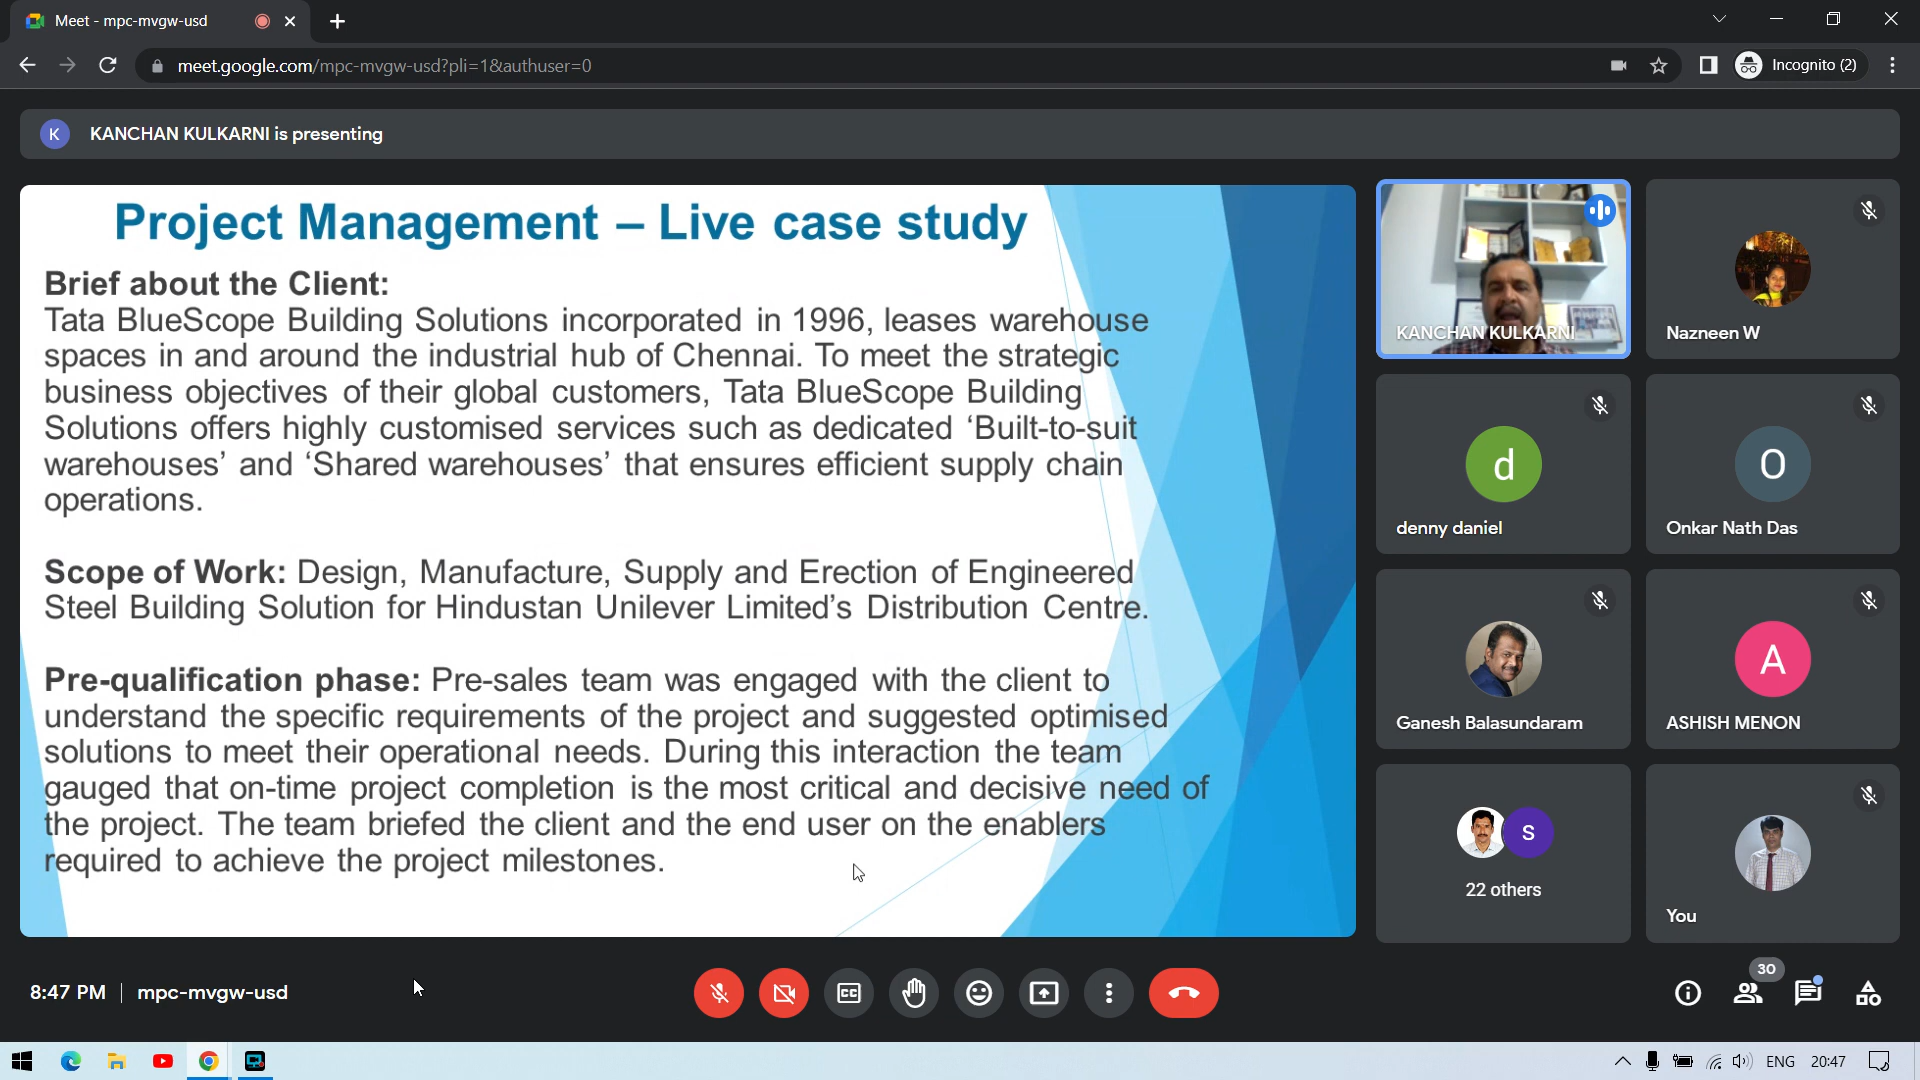 Meet - mpc-mvgw-usd
meet.google.com/mpc-mvgw-usd?pli=1&authuser=0
Incognito (2)
K
KANCHAN KULKARNI is presenting
Project Management – Live case study
Brief about the Client:
Tata BlueScope Building Solutions incorporated in 1996, leases warehouse
spaces in and around the industrial hub of Chennai. To meet the strategic
business objectives of their global customers, Tata BlueScope Building
Solutions offers highly customised services such as dedicated ‘Built-to-suit
warehouses’ and ‘Shared warehouses’ that ensures efficient supply chain
operations.
Scope of Work: Design, Manufacture, Supply and Erection of Engineered
Steel Building Solution for Hindustan Unilever Limited’s Distribution Centre.
Pre-qualification phase: Pre-sales team was engaged with the client to
understand the specific requirements of the project and suggested optimised
solutions to meet their operational needs. During this interaction the team
gauged that on-time project completion is the most critical and decisive need of
the project. The team briefed the client and the end user on the enablers
required to achieve the project milestones.
KANCHAN KULKARNI
Nazneen W
d
denny daniel
O
Onkar Nath Das
Ganesh Balasundaram
A
ASHISH MENON
S
22 others
You
8:47 PM | mpc-mvgw-usd
CC
30
ENG
20:47